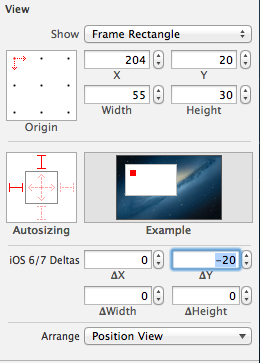 View
Show Frame Rectangle
204 20
X Y
55 30
Origin Width Height
Autosizing Example
iOS 6/7 Deltas 0 -20
ΔX ΔY
0 0
ΔWidth ΔHeight
Arrange Position View